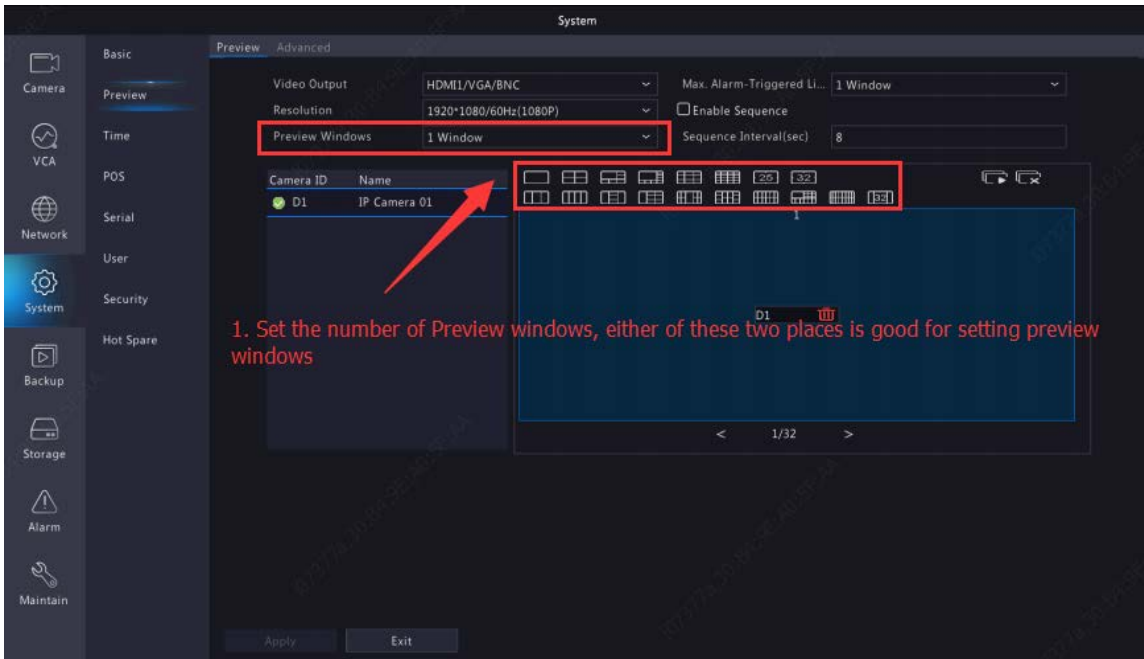 System
Preview Advanced
Camera
VCA
Network
System
Backup
Storage
Alarm
Maintain
Basic
Preview
Time
POS
Serial
User
Security
Hot Spare
Video Output HDMI1/VGA/BNC Max. Alarm-Triggered Li... 1 Window
Resolution 1920*1080/60Hz(1080P) Enable Sequence
Preview Windows 1 Window Sequence Interval(sec) 8
Camera ID Name
D1 IP Camera 01
25 32
32
1
D1
1. Set the number of Preview windows, either of these two places is good for setting preview
windows
< 1/32 >
Apply Exit